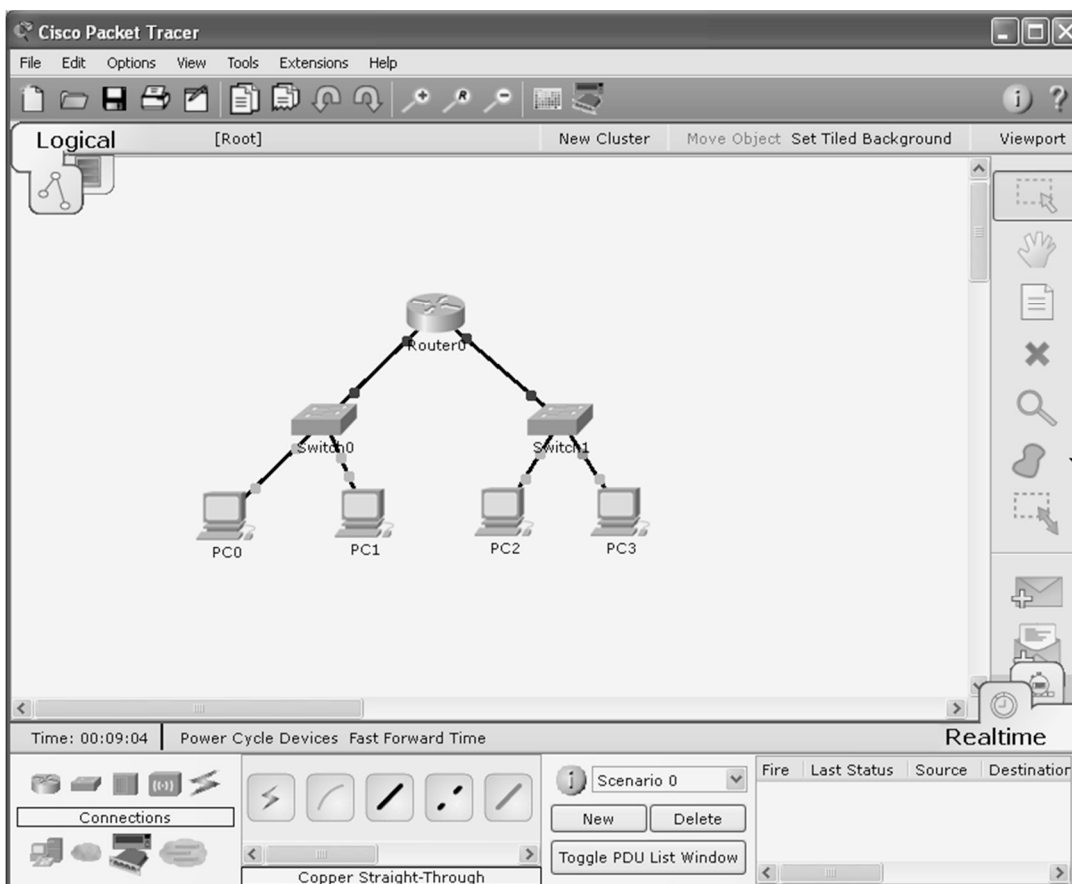 Cisco Packet Tracer
File Edit Options View Tools Extensions Help
R i ?
Logical [Root] New Cluster Move Object Set Tiled Background Viewport
Router0
Switch0 Switch1
PC0 PC1 PC2 PC3
Time: 00:09:04 Power Cycle Devices Fast Forward Time Realtime
i Scenario 0 Fire Last Status Source Destination
Connections New Delete
Toggle PDU List Window
Copper Straight-Through